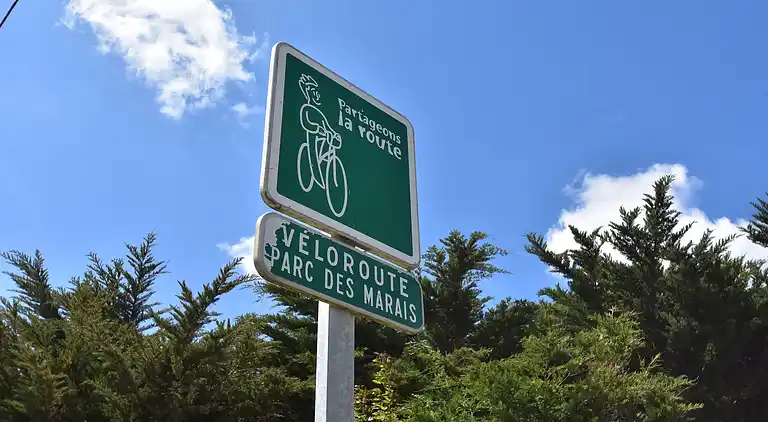 Partageons
la route
VÉLOROUTE
PARC DES MARAIS